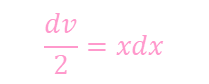 dv/2 = xdx